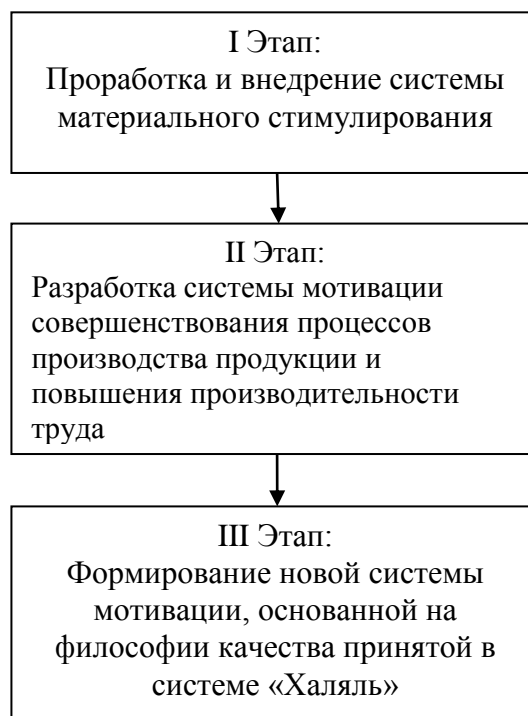 I Этап:
Проработка и внедрение системы
материального стимулирования
II Этап:
Разработка системы мотивации
совершенствования процессов
производства продукции и
повышения производительности
труда
III Этап:
Формирование новой системы
мотивации, основанной на
философии качества принятой в
системе «Халяль»